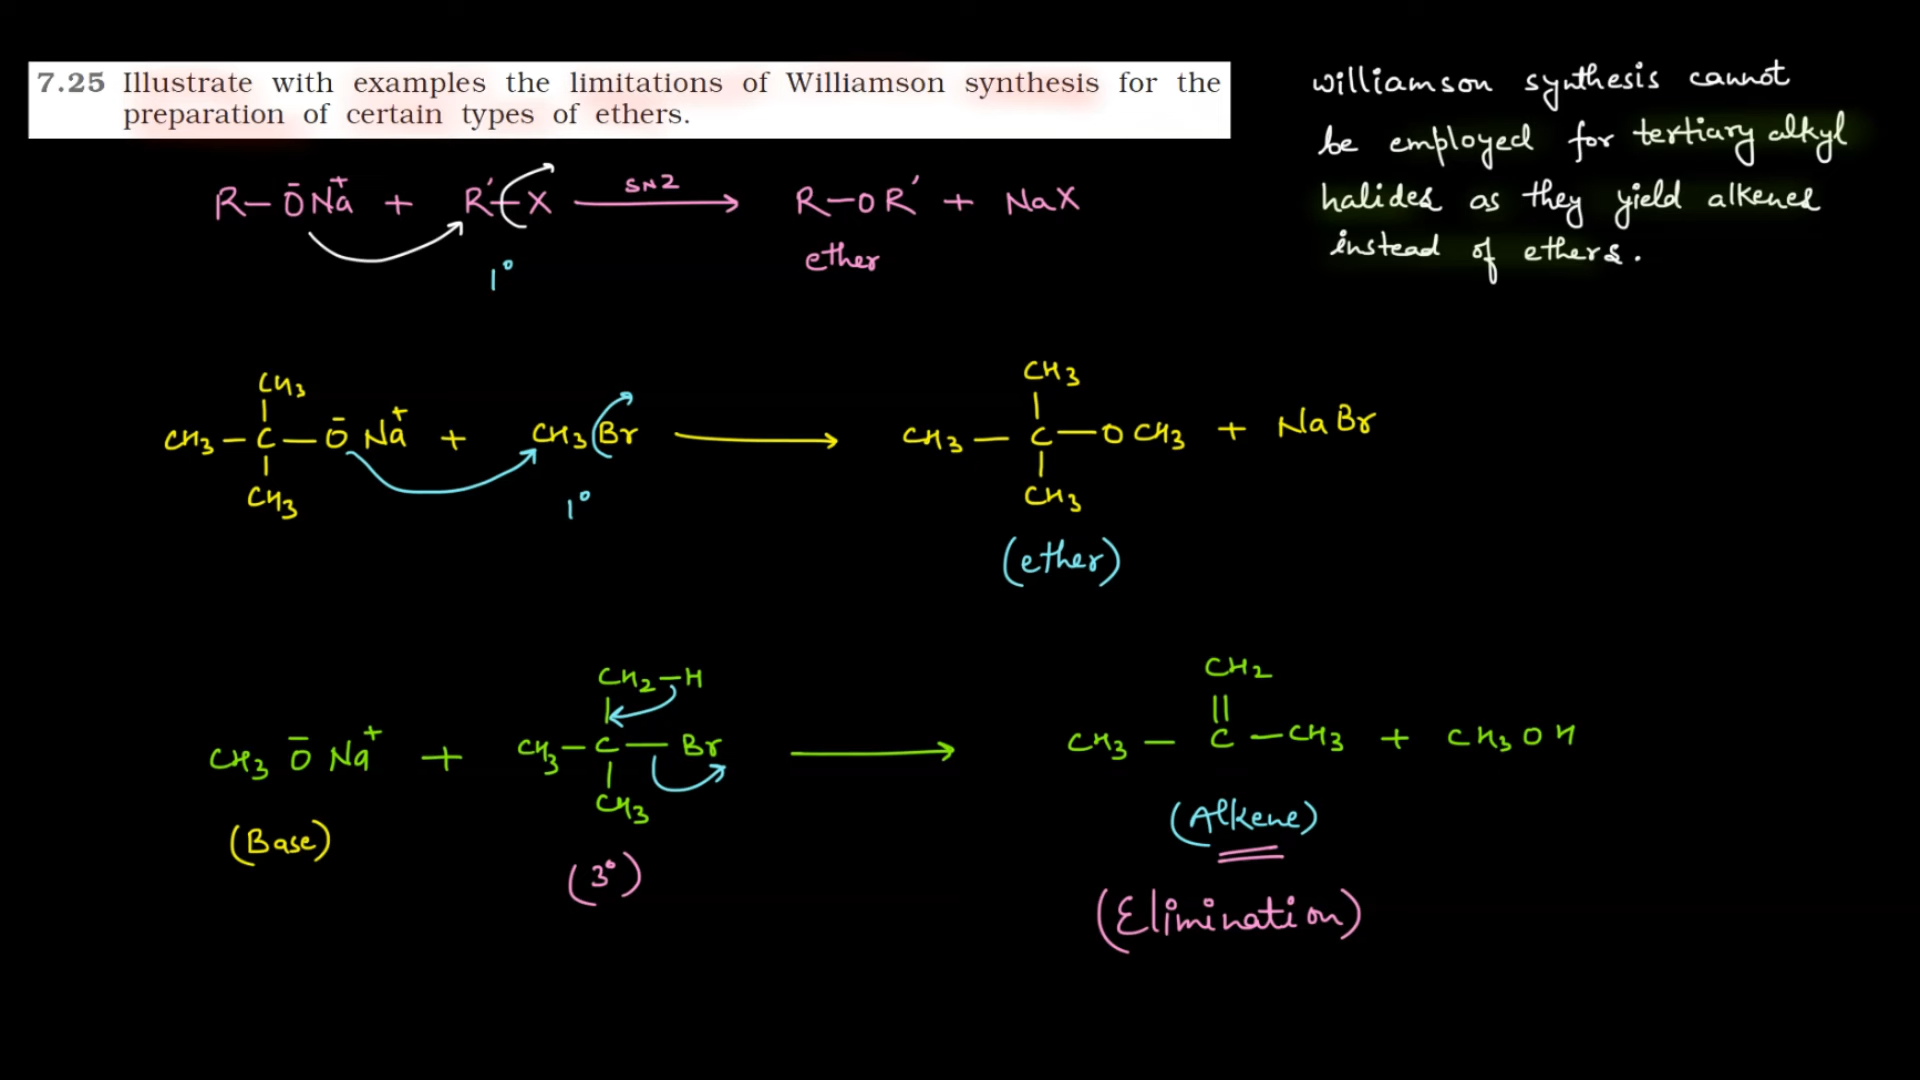 7.25 Illustrate with examples the limitations of Williamson synthesis for the
preparation of certain types of ethers.
williamson synthesis cannot
be employed for tertiary alkyl
halides as they yield alkenes
instead of ethers.
R–ŌNa⁺ + R'–X SN2 → R–OR' + NaX
1° ether
CH3 CH3
CH3–C–ŌNa⁺ + CH3Br → CH3–C–OCH3 + NaBr
CH3 1° CH3
(ether)
CH2–H CH2
CH3ŌNa⁺ + CH3–C–Br → CH3–C–CH3 + CH3OH
CH3
(Base) (3°) (Alkene)
(Elimination)